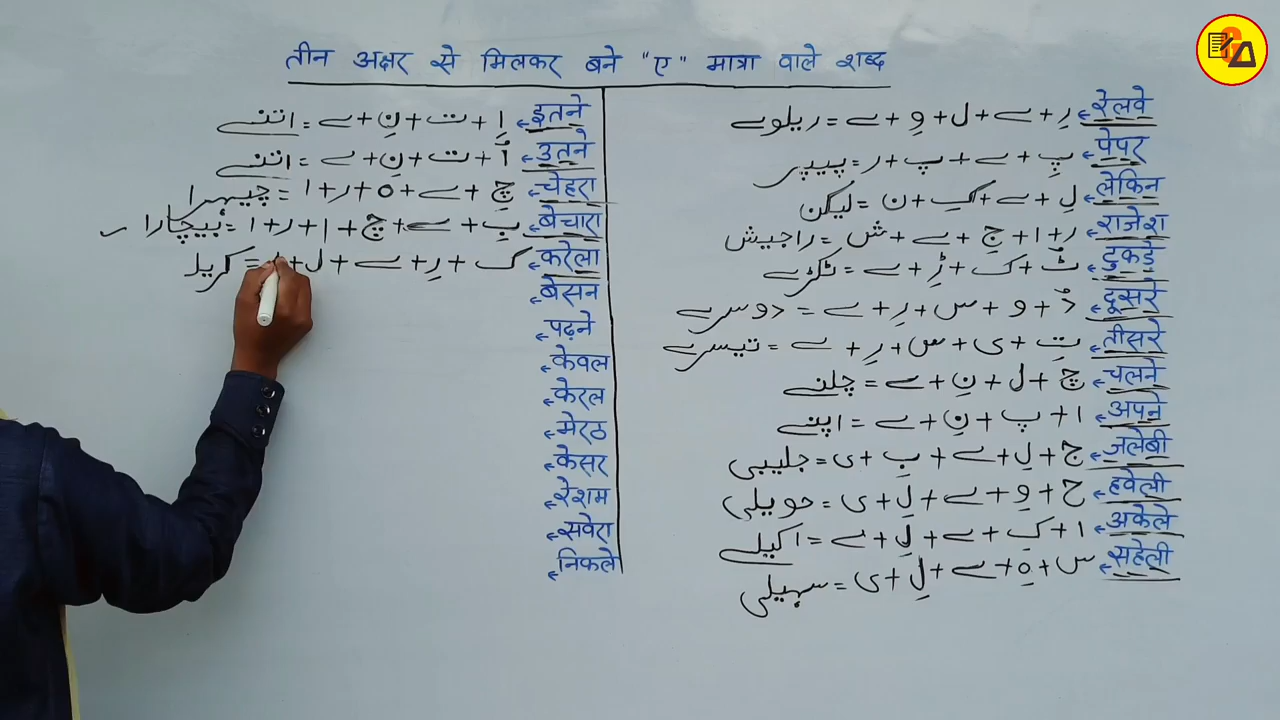 तीन अक्षर से मिलकर बने "ए" मात्रा वाले शब्द
रेलवे ← رِ + ے + ل + وِ + ے = ریلوے
पेपर ← پِ + ے + پ + ر = پیپر
लेकिन ← لِ + ے + کِ + ن = لیکن
राजेश ← ر + ا + جِ + ے + ش = راجیش
टुकड़े ← ٹُ + ک + ڑِ + ے = ٹکڑے
दूसरे ← دُ + و + س + رِ + ے = دوسرے
तीसरे ← تِ + ی + س + رِ + ے = تیسرے
चलने ← چ + ل + نِ + ے = چلنے
अपने ← ا + پ + نِ + ے = اپنے
जलेबी ← ج + لِ + ے + بِ + ی = جلیبی
हवेली ← ح + وِ + ے + لِ + ی = حویلی
अकेले ← ا + کِ + ے + لِ + ے = اکیلے
सहेली ← س + ہِ + ے + لِ + ی = سہیلی
इतने ← اِ + ت + نِ + ے = اتنے
उतने ← اُ + ت + نِ + ے = اتنے
चेहरा ← چِ + ے + ہ + ر + ا = چیہرا
बेचारा ← بِ + ے + چ + ا + ر + ا = بیچارا
करेला ← ک + رِ + ے + ل + = کریلا
बेसन ←
पढ़ने ←
केवल ←
केरल ←
मेरठ ←
केसर ←
रेशम ←
सवेरा ←
निकले ←